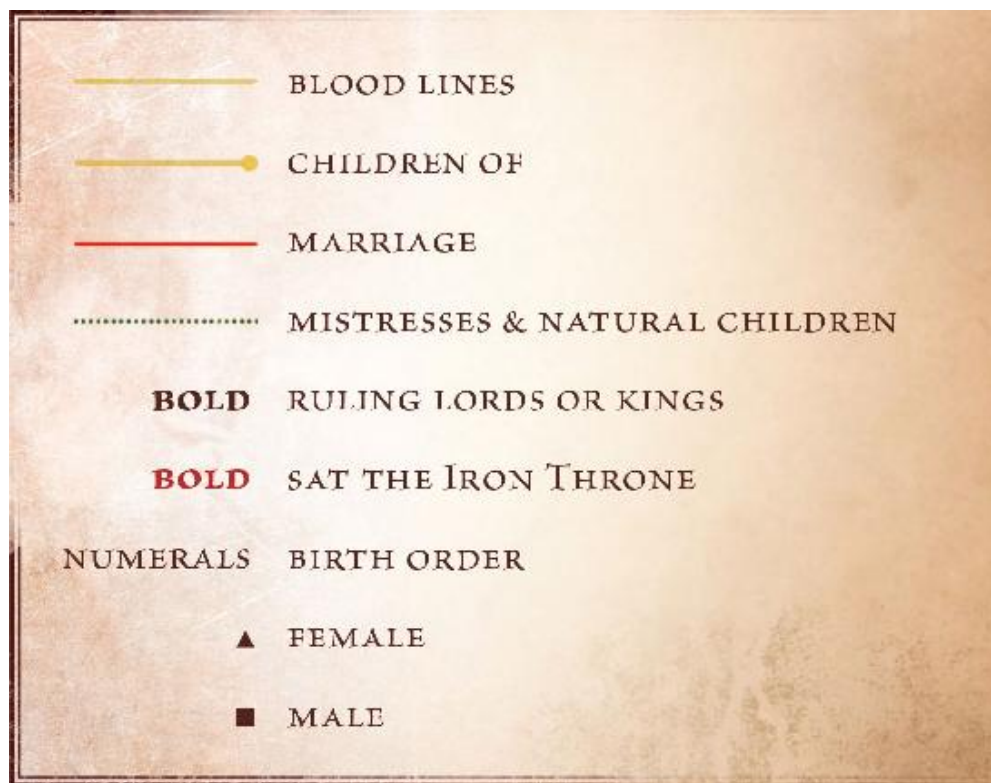 BLOOD LINES
CHILDREN OF
MARRIAGE
MISTRESSES & NATURAL CHILDREN
BOLD RULING LORDS OR KINGS
BOLD SAT THE IRON THRONE
NUMERALS BIRTH ORDER
FEMALE
MALE